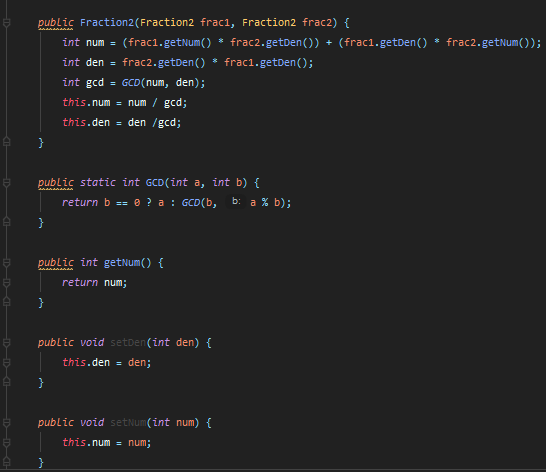 public Fraction2(Fraction2 frac1, Fraction2 frac2) {
int num = (frac1.getNum() * frac2.getDen()) + (frac1.getDen() * frac2.getNum());
int den = frac2.getDen() * frac1.getDen();
int gcd = GCD(num, den);
this.num = num / gcd;
this.den = den /gcd;
}
public static int GCD(int a, int b) {
return b == 0 ? a : GCD(b, b: a % b);
}
public int getNum() {
return num;
}
public void setDen(int den) {
this.den = den;
}
public void setNum(int num) {
this.num = num;
}